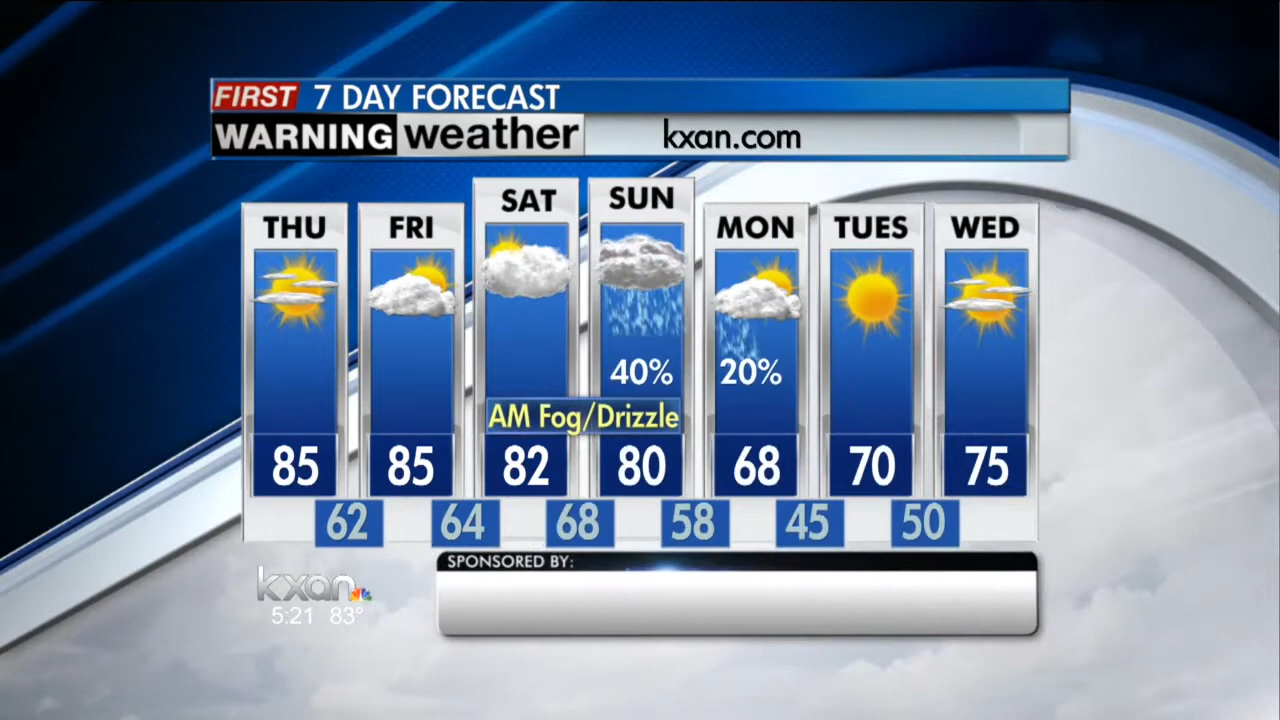 FIRST 7 DAY FORECAST
WARNING weather kxan.com
THU FRI SAT SUN MON TUES WED
40% 20%
AM Fog/Drizzle
85 85 82 80 68 70 75
62 64 68 58 45 50
SPONSORED BY:
kxan
5:21 83°